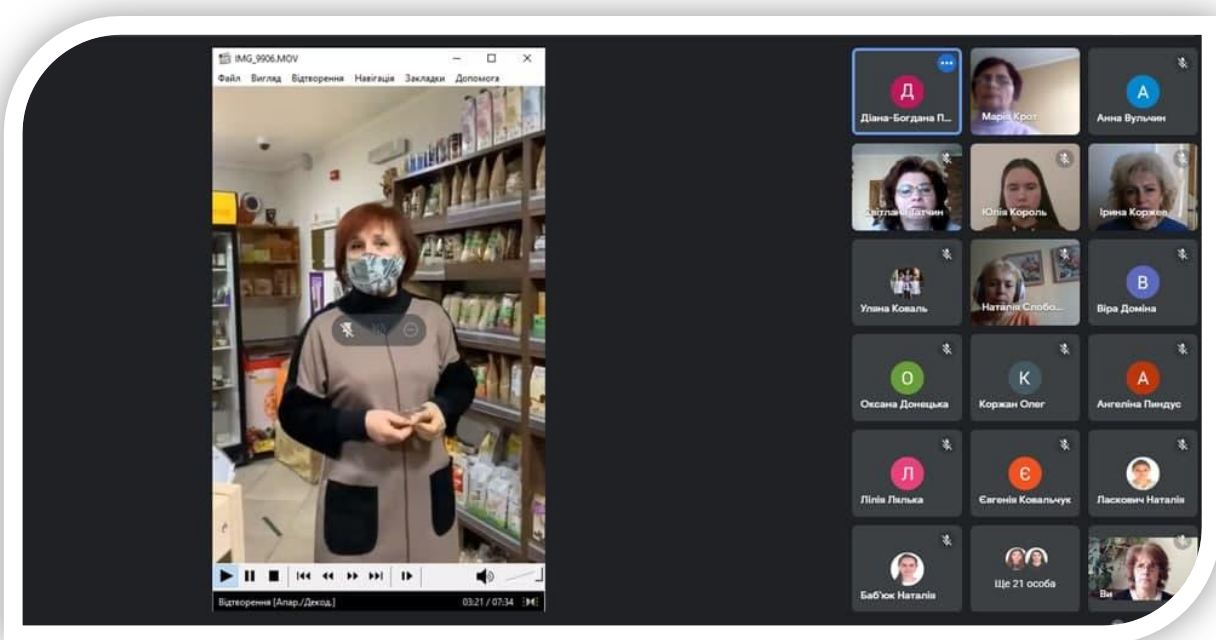 IMG_9906.MOV
Файл Вигляд Відтворення Навігація Закладки Допомога
Відтворення [Апар./Декод.]
03:21 / 07:34
Д
Діана-Богдана П...
Марія Крот
А
Анна Вульчин
Світлана Татчин
Юлія Король
Ірина Коржев
Уляна Коваль
Наталія Слобо...
В
Віра Доміна
О
Оксана Донецька
К
Коржан Олег
А
Ангеліна Пиндус
Л
Лілія Лялька
Є
Євгенія Ковальчук
Ласкович Наталія
Баб'юк Наталія
Ще 21 особа
Ви